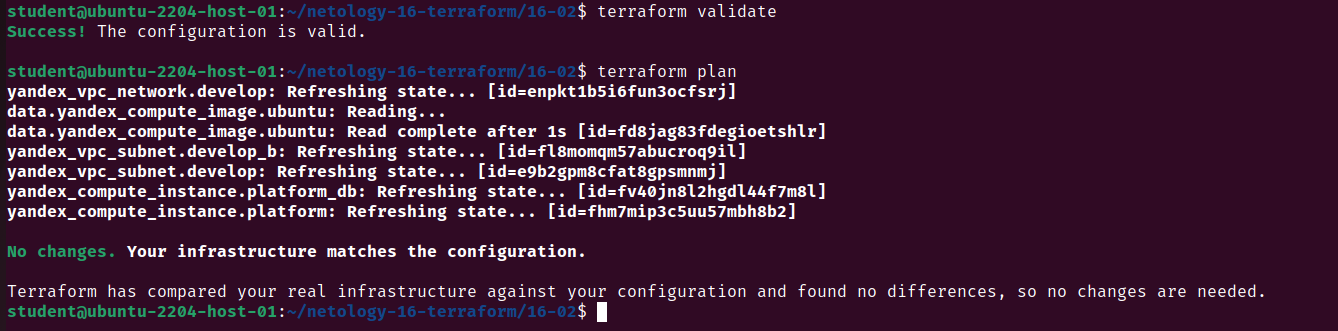 student@ubuntu-2204-host-01:~/netology-16-terraform/16-02$ terraform validate
Success! The configuration is valid.
student@ubuntu-2204-host-01:~/netology-16-terraform/16-02$ terraform plan
yandex_vpc_network.develop: Refreshing state... [id=enpkt1b5i6fun3ocfsrj]
data.yandex_compute_image.ubuntu: Reading...
data.yandex_compute_image.ubuntu: Read complete after 1s [id=fd8jag83fdegioetshlr]
yandex_vpc_subnet.develop_b: Refreshing state... [id=fl8momqm57abucroq9il]
yandex_vpc_subnet.develop: Refreshing state... [id=e9b2gpm8cfat8gpsmnmj]
yandex_compute_instance.platform_db: Refreshing state... [id=fv40jn8l2hgdl44f7m8l]
yandex_compute_instance.platform: Refreshing state... [id=fhm7mip3c5uu57mbh8b2]
No changes. Your infrastructure matches the configuration.
Terraform has compared your real infrastructure against your configuration and found no differences, so no changes are needed.
student@ubuntu-2204-host-01:~/netology-16-terraform/16-02$